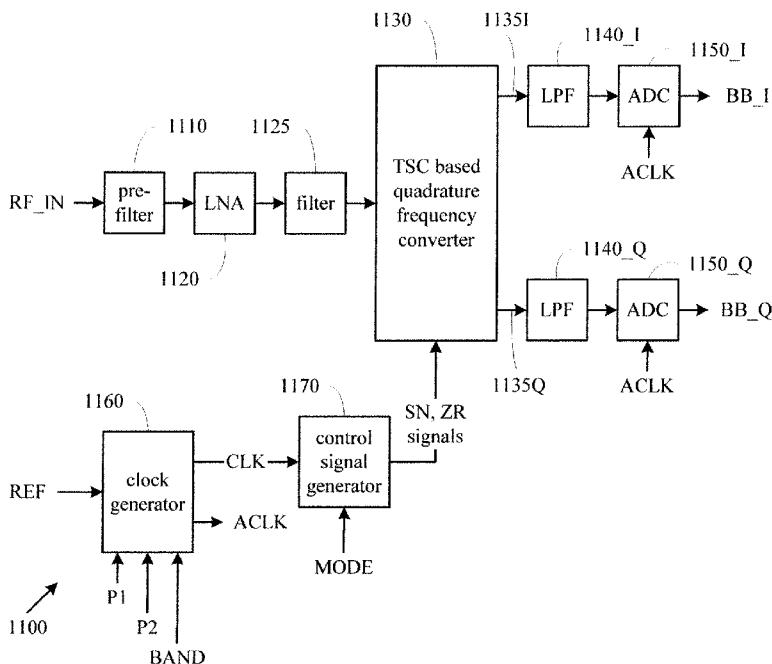 1130
1135I
1140_I
1150_I
LPF
ADC
BB_I
ACLK
1110
1125
RF_IN
pre-
filter
LNA
filter
1120
TSC based
quadrature
frequency
converter
1140_Q
1150_Q
LPF
ADC
BB_Q
ACLK
1135Q
1160
1170
SN, ZR
signals
REF
clock
generator
CLK
control
signal
generator
ACLK
MODE
P1
P2
BAND
1100